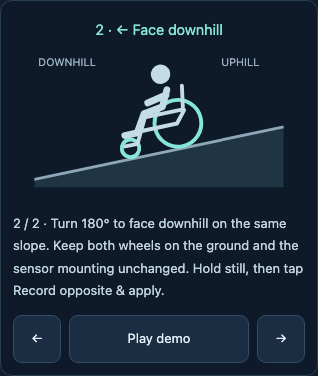 2 · ← Face downhill
DOWNHILL UPHILL
2 / 2 · Turn 180° to face downhill on the same
slope. Keep both wheels on the ground and the
sensor mounting unchanged. Hold still, then tap
Record opposite & apply.
← Play demo →